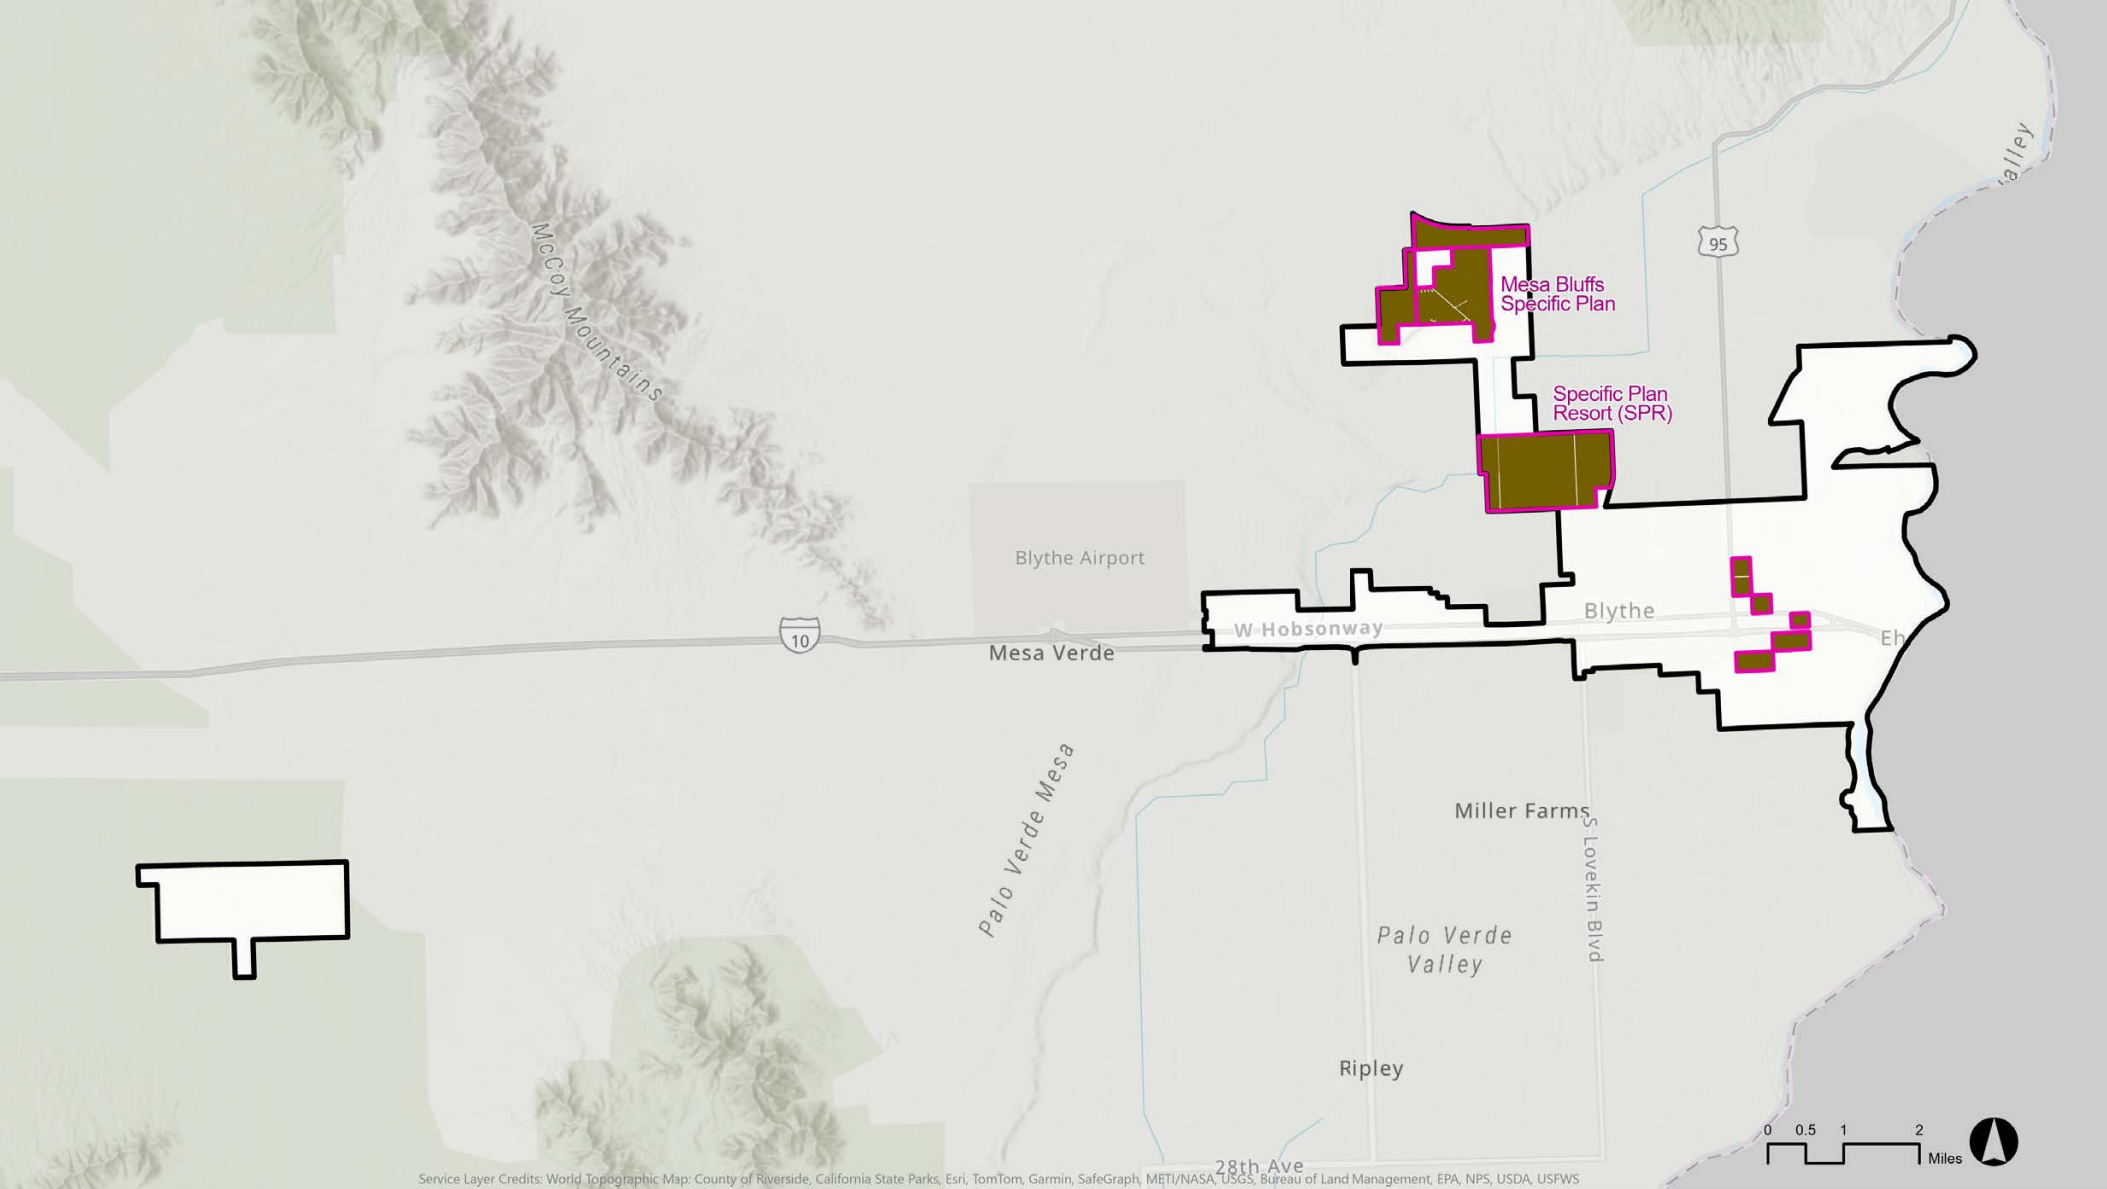 alley
95
McCoy Mountains
Mesa Bluffs
Specific Plan
Specific Plan
Resort (SPR)
Blythe Airport
Blythe
W Hobsonway
10
Eh
Mesa Verde
Palo Verde Mesa
Miller Farms
S Lovekin Blvd
Palo Verde
Valley
Ripley
0 0.5 1 2
Miles
28th Ave
Service Layer Credits: World Topographic Map: County of Riverside, California State Parks, Esri, TomTom, Garmin, SafeGraph, METI/NASA, USGS, Bureau of Land Management, EPA, NPS, USDA, USFWS